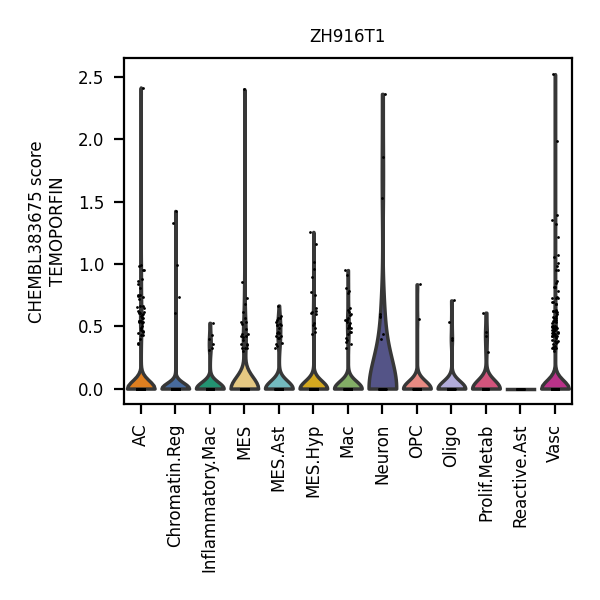 ZH916T1
CHEMBL383675 score
TEMOPORFIN
2.5
2.0
1.5
1.0
0.5
0.0
AC
Chromatin.Reg
Inflammatory.Mac
MES
MES.Ast
MES.Hyp
Mac
Neuron
OPC
Oligo
Prolif.Metab
Reactive.Ast
Vasc